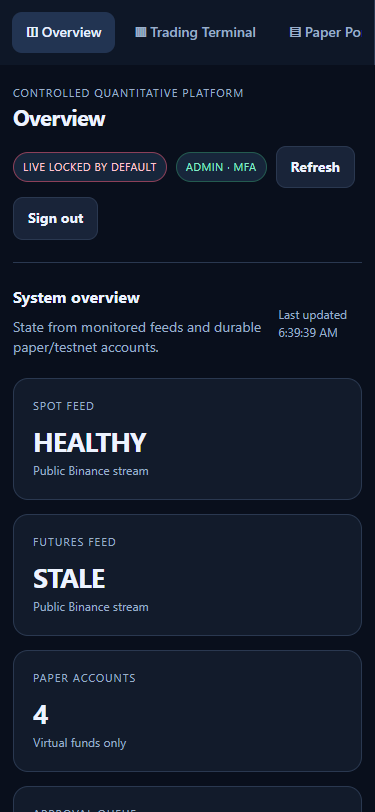 Overview
Trading Terminal
Paper Po
CONTROLLED QUANTITATIVE PLATFORM
Overview
LIVE LOCKED BY DEFAULT
ADMIN · MFA
Refresh
Sign out
System overview
State from monitored feeds and durable
paper/testnet accounts.
Last updated
6:39:39 AM
SPOT FEED
HEALTHY
Public Binance stream
FUTURES FEED
STALE
Public Binance stream
PAPER ACCOUNTS
4
Virtual funds only